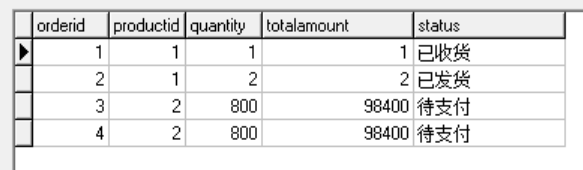 orderid productid quantity totalamount status
1 1 1 1 已收货
2 1 2 2 已发货
3 2 800 98400 待支付
4 2 800 98400 待支付